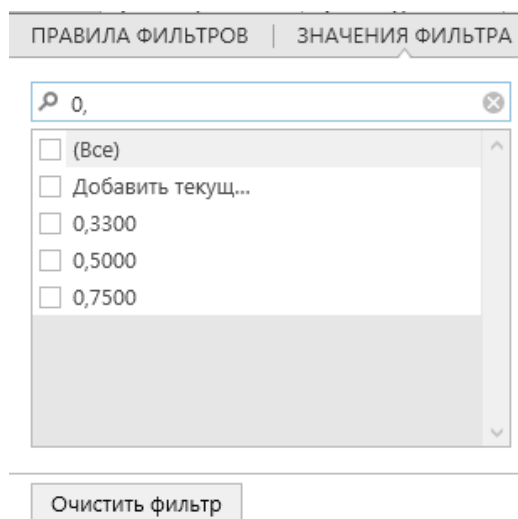 ПРАВИЛА ФИЛЬТРОВ | ЗНАЧЕНИЯ ФИЛЬТРА
0,
(Все)
Добавить текущ...
0,3300
0,5000
0,7500
Очистить фильтр